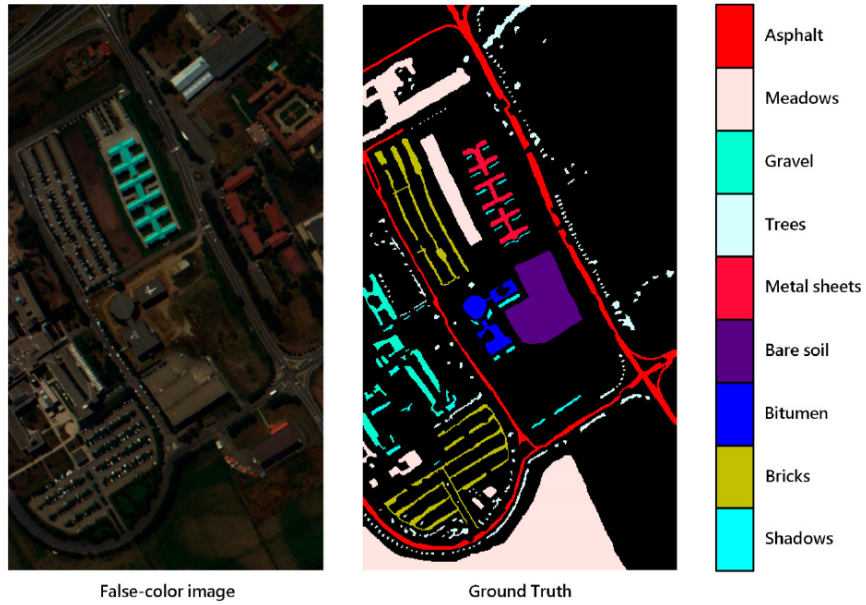 Asphalt
Meadows
Gravel
Trees
Metal sheets
Bare soil
Bitumen
Bricks
Shadows
False-color image
Ground Truth